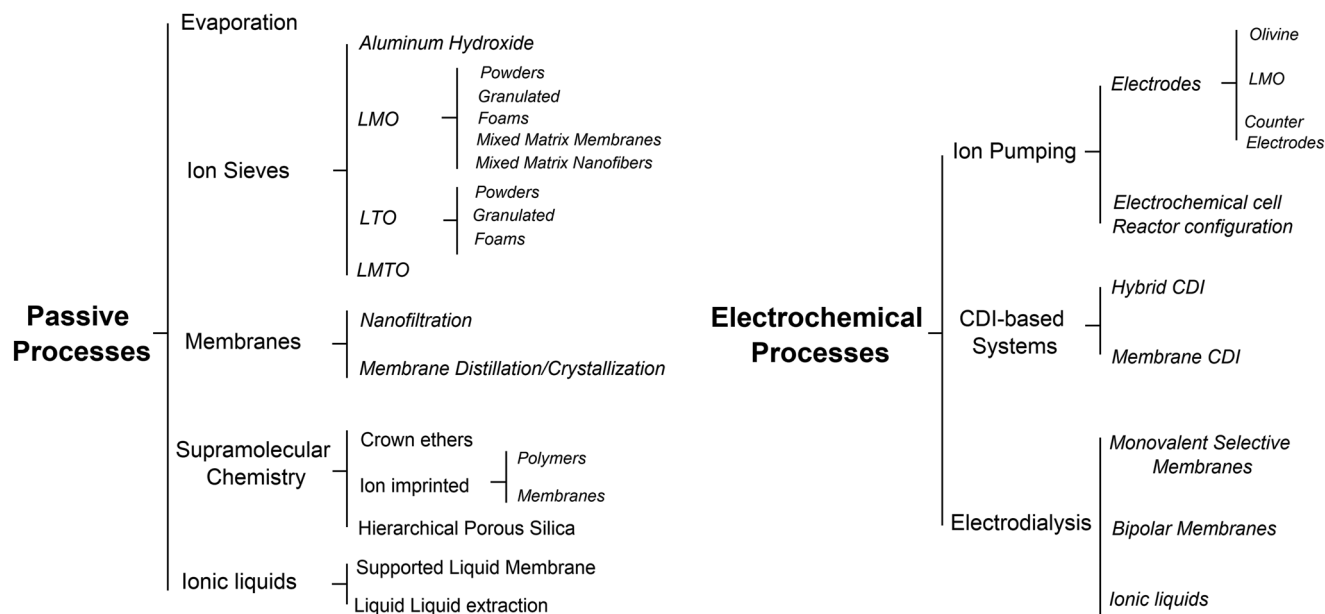 Passive
Processes
Evaporation
Ion Sieves
Aluminum Hydroxide
LMO
Powders
Granulated
Foams
Mixed Matrix Membranes
Mixed Matrix Nanofibers
LTO
Powders
Granulated
Foams
LMTO
Membranes
Nanofiltration
Membrane Distillation/Crystallization
Supramolecular
Chemistry
Crown ethers
Ion imprinted
Polymers
Membranes
Hierarchical Porous Silica
Ionic liquids
Supported Liquid Membrane
Liquid Liquid extraction
Electrochemical
Processes
Ion Pumping
Electrodes
Olivine
LMO
Counter
Electrodes
Electrochemical cell
Reactor configuration
CDI-based
Systems
Hybrid CDI
Membrane CDI
Electrodialysis
Monovalent Selective
Membranes
Bipolar Membranes
Ionic liquids